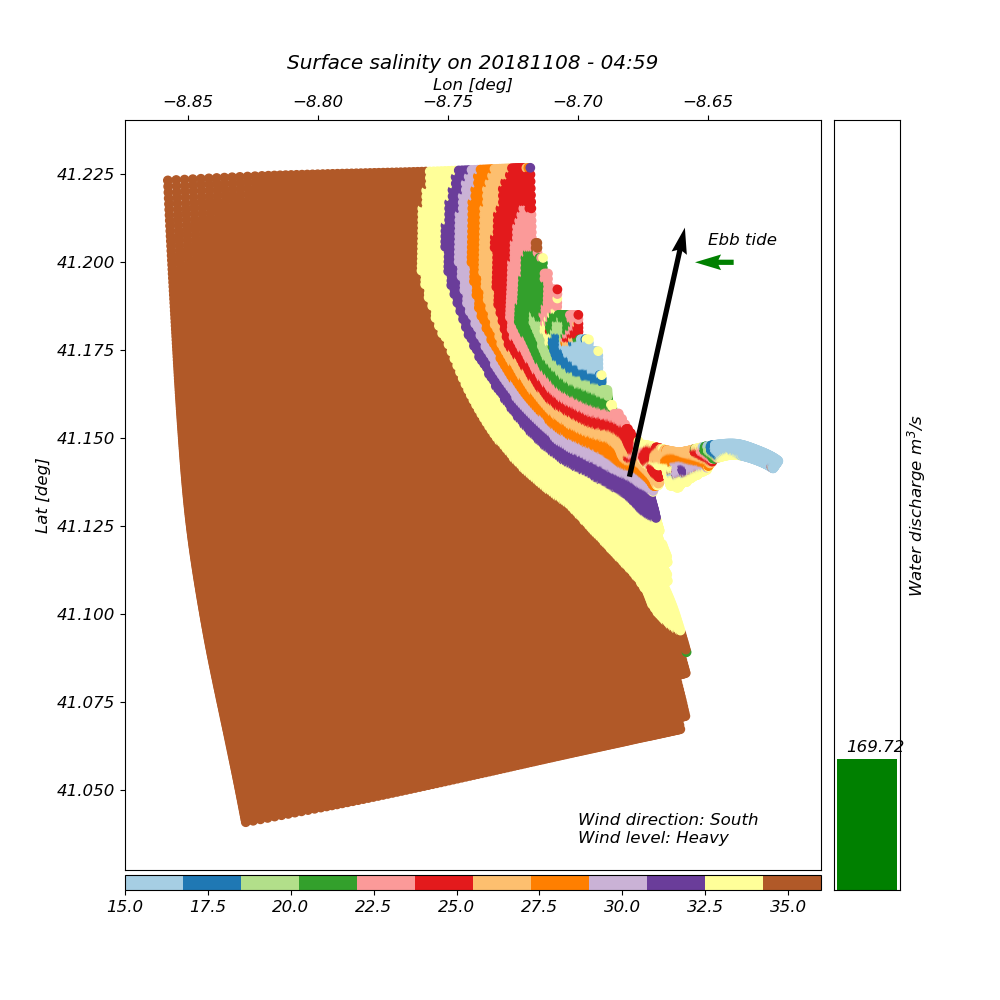 Surface salinity on 20181108 - 04:59
Lon [deg]
−8.85 −8.80 −8.75 −8.70 −8.65
41.225
41.200
41.175
41.150
41.125
41.100
41.075
41.050
Lat [deg]
Ebb tide
Wind direction: South
Wind level: Heavy
15.0 17.5 20.0 22.5 25.0 27.5 30.0 32.5 35.0
169.72
Water discharge m³/s